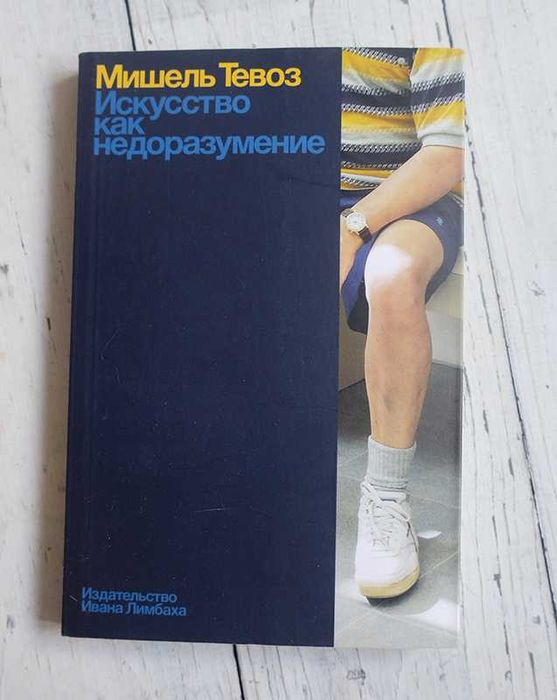 Мишель Тевоз
Искусство
как
недоразумение
Издательство
Ивана Лимбаха